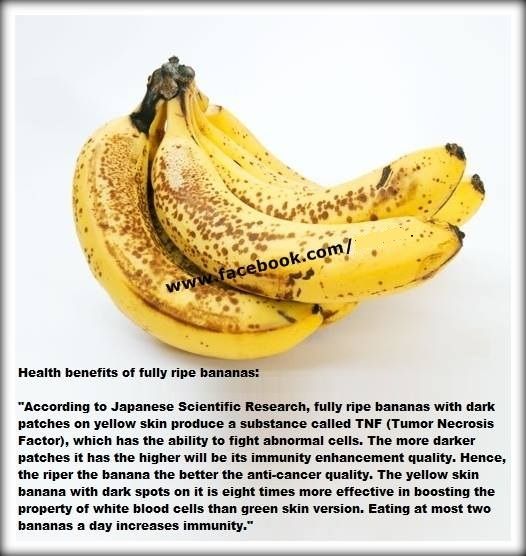 www.facebook.com/
Health benefits of fully ripe bananas:
"According to Japanese Scientific Research, fully ripe bananas with dark
patches on yellow skin produce a substance called TNF (Tumor Necrosis
Factor), which has the ability to fight abnormal cells. The more darker
patches it has the higher will be its immunity enhancement quality. Hence,
the riper the banana the better the anti-cancer quality. The yellow skin
banana with dark spots on it is eight times more effective in boosting the
property of white blood cells than green skin version. Eating at most two
bananas a day increases immunity."